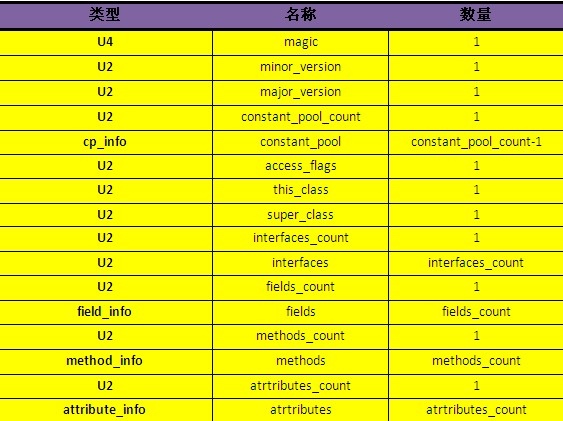 类型 名称 数量
U4 magic 1
U2 minor_version 1
U2 major_version 1
U2 constant_pool_count 1
cp_info constant_pool constant_pool_count-1
U2 access_flags 1
U2 this_class 1
U2 super_class 1
U2 interfaces_count 1
U2 interfaces interfaces_count
U2 fields_count 1
field_info fields fields_count
U2 methods_count 1
method_info methods methods_count
U2 atrtributes_count 1
attribute_info atrtributes atrtributes_count